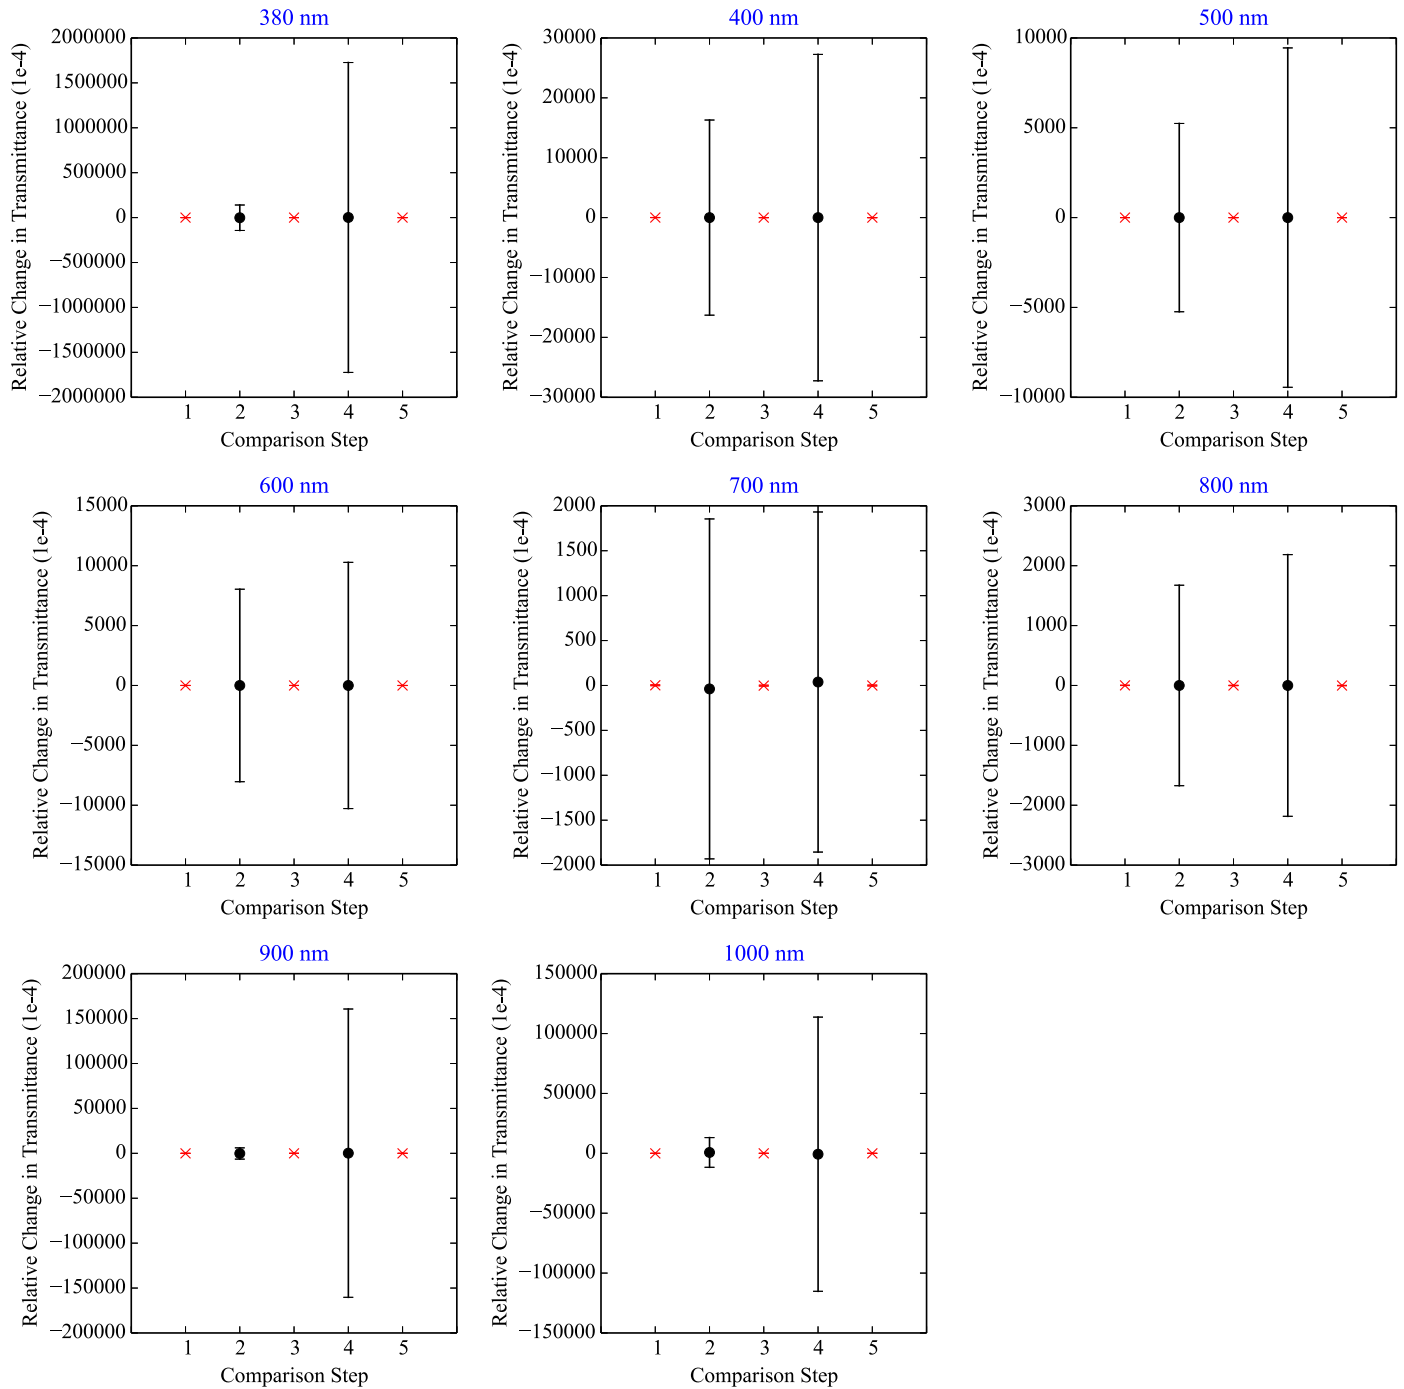 380 nm
Relative Change in Transmittance (1e-4)
2000000
1500000
1000000
500000
0
−500000
−1000000
−1500000
−2000000
1 2 3 4 5
Comparison Step
400 nm
Relative Change in Transmittance (1e-4)
30000
20000
10000
0
−10000
−20000
−30000
1 2 3 4 5
Comparison Step
500 nm
Relative Change in Transmittance (1e-4)
10000
5000
0
−5000
−10000
1 2 3 4 5
Comparison Step
600 nm
Relative Change in Transmittance (1e-4)
15000
10000
5000
0
−5000
−10000
−15000
1 2 3 4 5
Comparison Step
700 nm
Relative Change in Transmittance (1e-4)
2000
1500
1000
500
0
−500
−1000
−1500
−2000
1 2 3 4 5
Comparison Step
800 nm
Relative Change in Transmittance (1e-4)
3000
2000
1000
0
−1000
−2000
−3000
1 2 3 4 5
Comparison Step
900 nm
Relative Change in Transmittance (1e-4)
200000
150000
100000
50000
0
−50000
−100000
−150000
−200000
1 2 3 4 5
Comparison Step
1000 nm
Relative Change in Transmittance (1e-4)
150000
100000
50000
0
−50000
−100000
−150000
1 2 3 4 5
Comparison Step